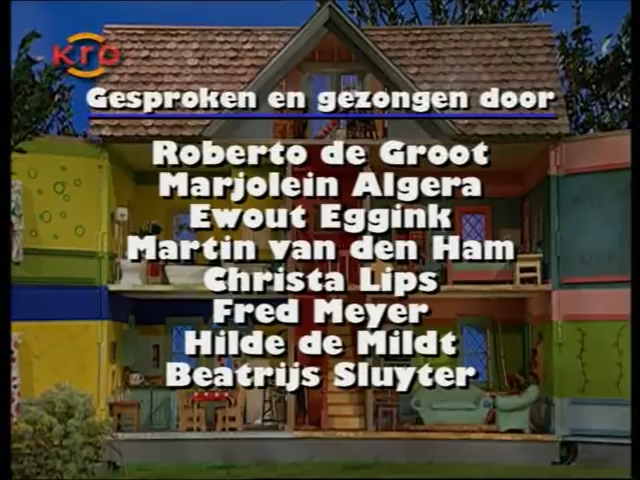 KRO
Gesproken en gezongen door
Roberto de Groot
Marjolein Algera
Ewout Eggink
Martin van den Ham
Christa Lips
Fred Meyer
Hilde de Mildt
Beatrijs Sluyter